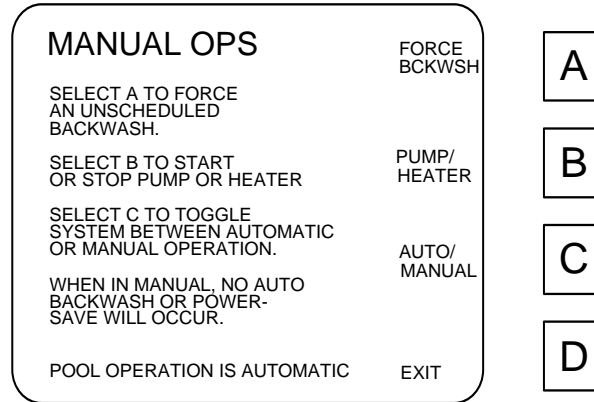 MANUAL OPS
SELECT A TO FORCE
AN UNSCHEDULED
BACKWASH.
SELECT B TO START
OR STOP PUMP OR HEATER
SELECT C TO TOGGLE
SYSTEM BETWEEN AUTOMATIC
OR MANUAL OPERATION.
WHEN IN MANUAL, NO AUTO
BACKWASH OR POWER-
SAVE WILL OCCUR.
POOL OPERATION IS AUTOMATIC
FORCE
BCKWSH
PUMP/
HEATER
AUTO/
MANUAL
EXIT
A
B
C
D